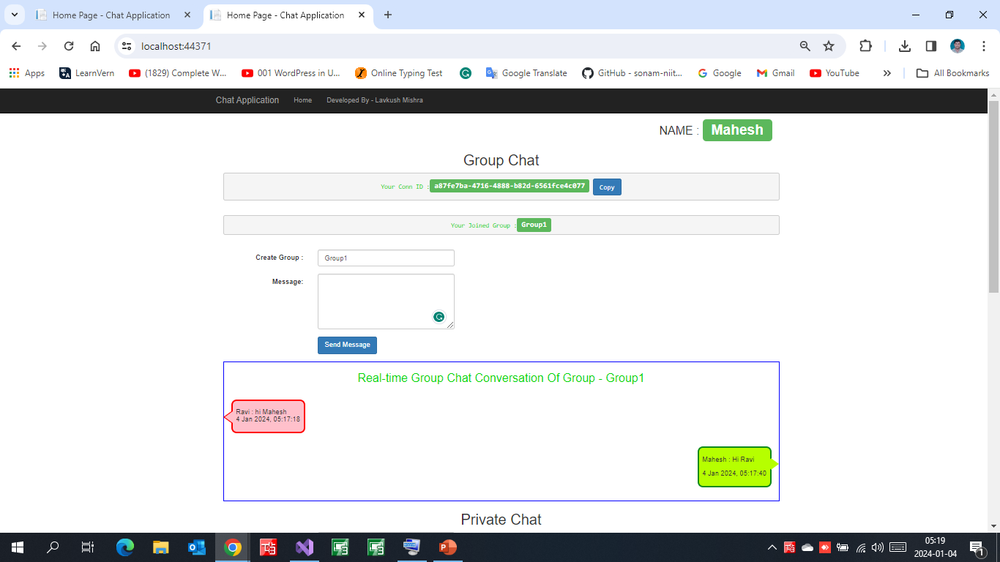 Home Page - Chat Application
Home Page - Chat Application
localhost:44371
Apps
LearnVern
(1829) Complete W...
001 WordPress in U...
Online Typing Test
Google Translate
GitHub - sonam-niit...
Google
Gmail
YouTube
All Bookmarks
Chat Application Home Developed By - Lavkush Mishra
NAME : Mahesh
Group Chat
Your Conn ID : a87fe7ba-4716-4888-b82d-6561fce4c077 Copy
Your Joined Group : Group1
Create Group : Group1
Message:
Send Message
Real-time Group Chat Conversation Of Group - Group1
Ravi : hi Mahesh
4 Jan 2024, 05:17:18
Mahesh : Hi Ravi
4 Jan 2024, 05:17:40
Private Chat
05:19
2024-01-04
1